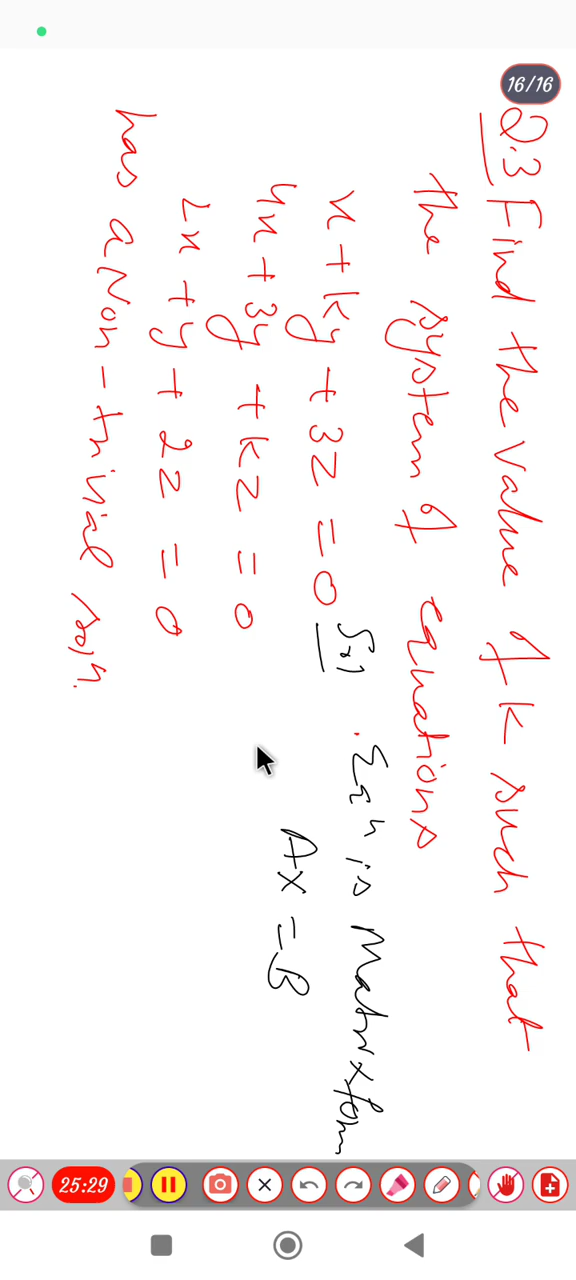 16/16
Q.3 Find the value of k such that
the system of equations
x + ky + 3z = 0
4x + 3y + kz = 0
2x + y + 2z = 0
has a Non-trivial soln.
Sol.
Eqn is Matrix form
AX = B
25:29